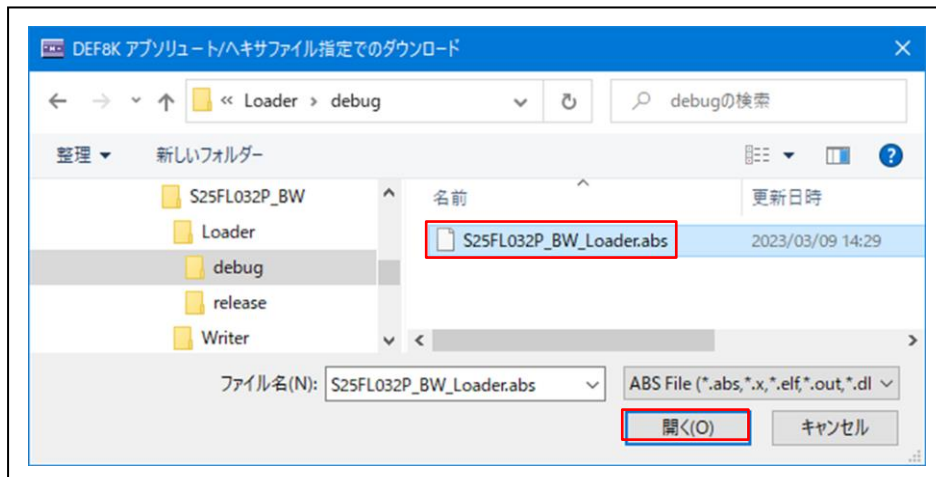 DEF8K アブソリュート/ヘキサファイル指定でのダウンロード
« Loader › debug
debugの検索
整理 ▾ 新しいフォルダー
S25FL032P_BW
Loader
debug
release
Writer
名前 更新日時
S25FL032P_BW_Loader.abs 2023/03/09 14:29
ファイル名(N): S25FL032P_BW_Loader.abs ABS File (*.abs,*.x,*.elf,*.out,*.dl
開く(O) キャンセル